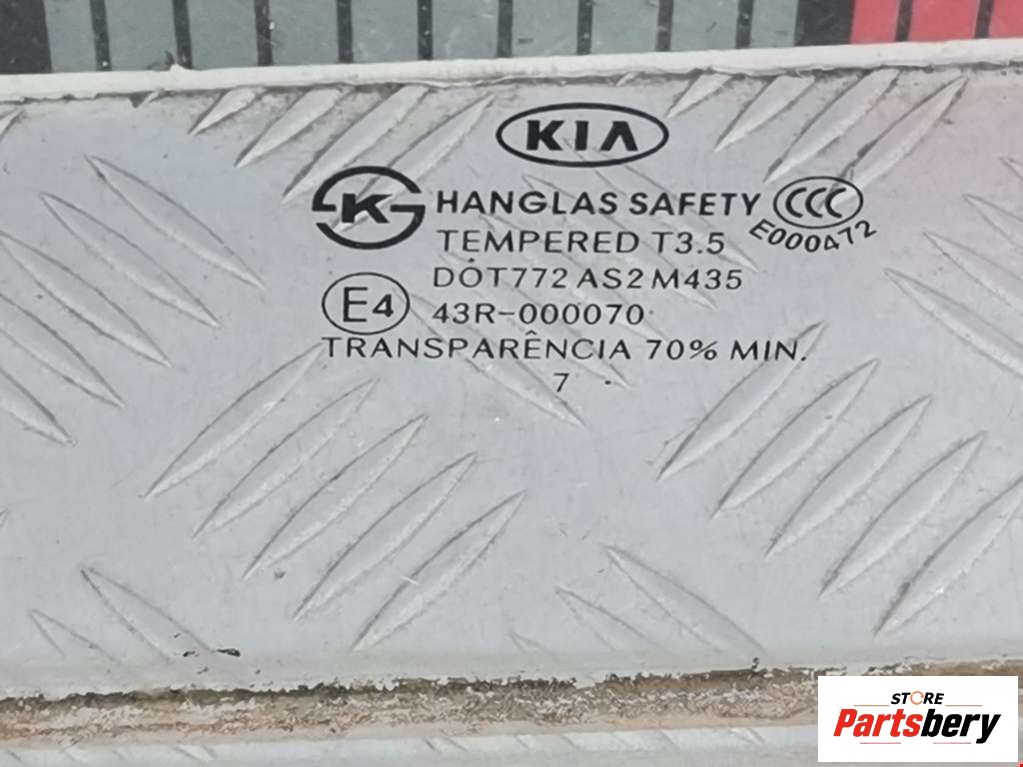 KIA
K HANGLAS SAFETY CCC
E000472
TEMPERED T3.5
DOT772 AS2 M435
E4 43R-000070
TRANSPARÊNCIA 70% MIN.
7 .
STORE
Partsbery